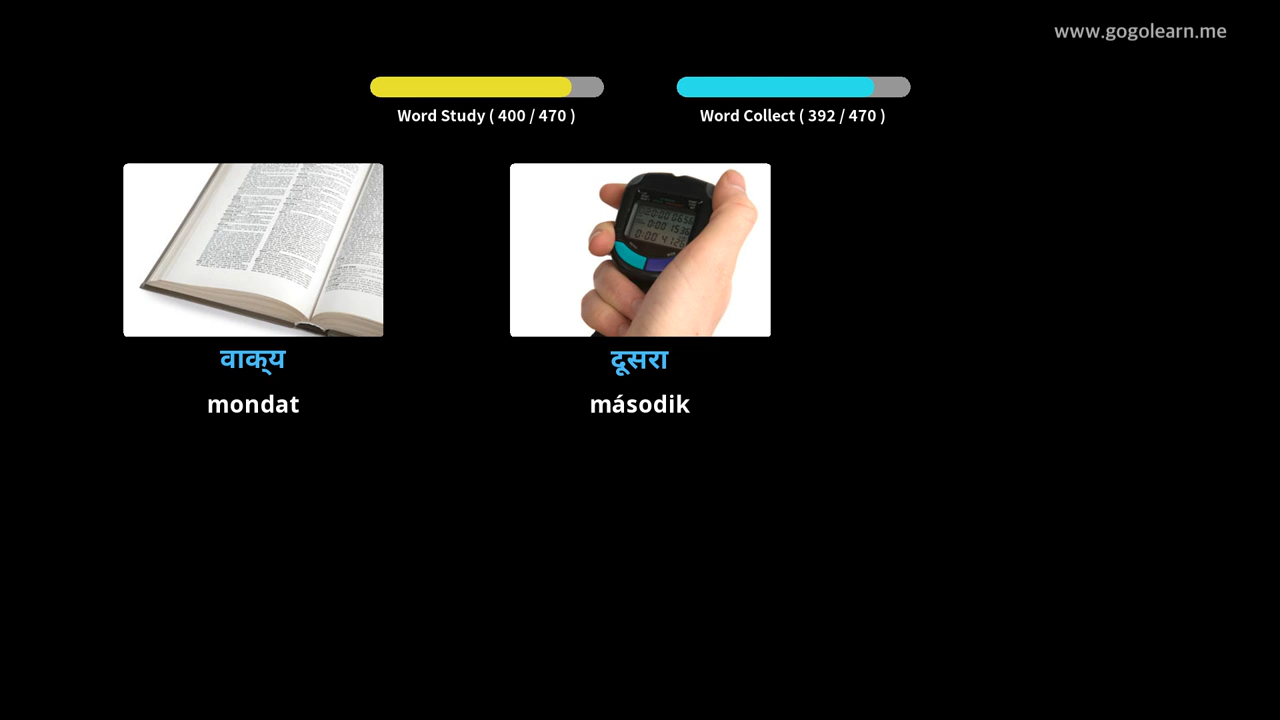 www.gogolearn.me
Word Study ( 400 / 470 )
Word Collect ( 392 / 470 )
वाक्‌य
दूसरा
mondat
második